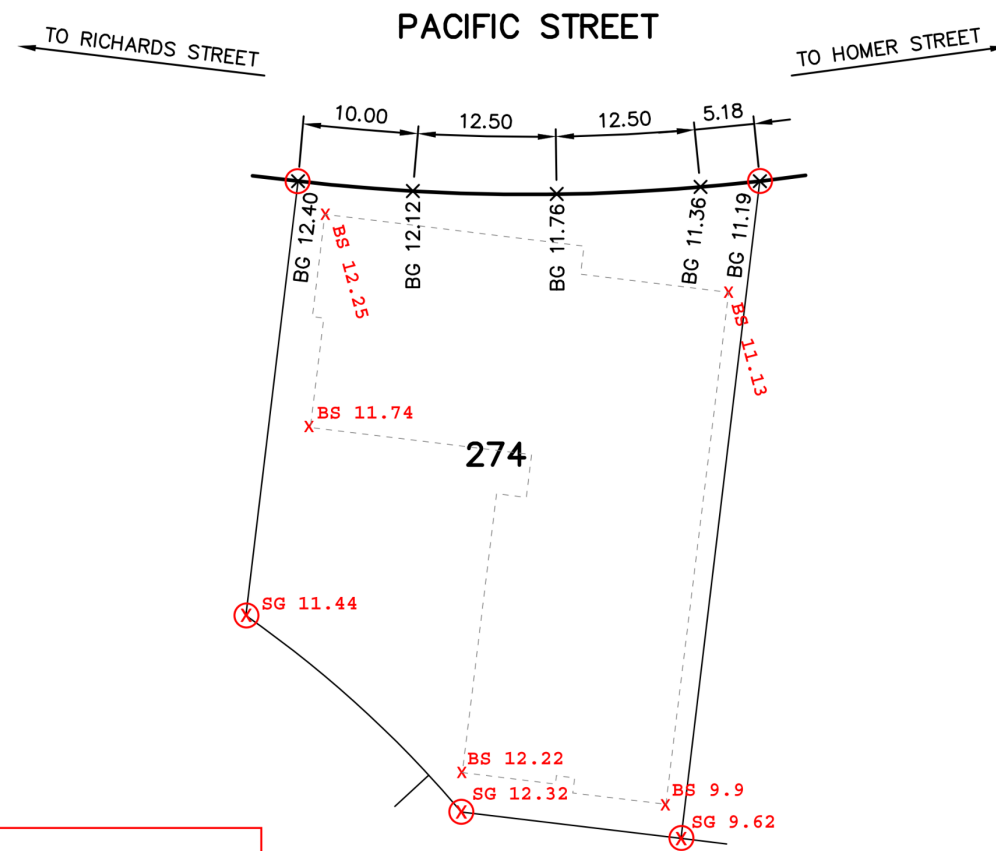 PACIFIC STREET
TO RICHARDS STREET
TO HOMER STREET
10.00
12.50
12.50
5.18
BG 12.40
BG 12.12
BG 11.76
BG 11.36
BG 11.19
BS 12.25
BS 11.13
BS 11.74
274
SG 11.44
BS 12.22
SG 12.32
BS 9.9
SG 9.62